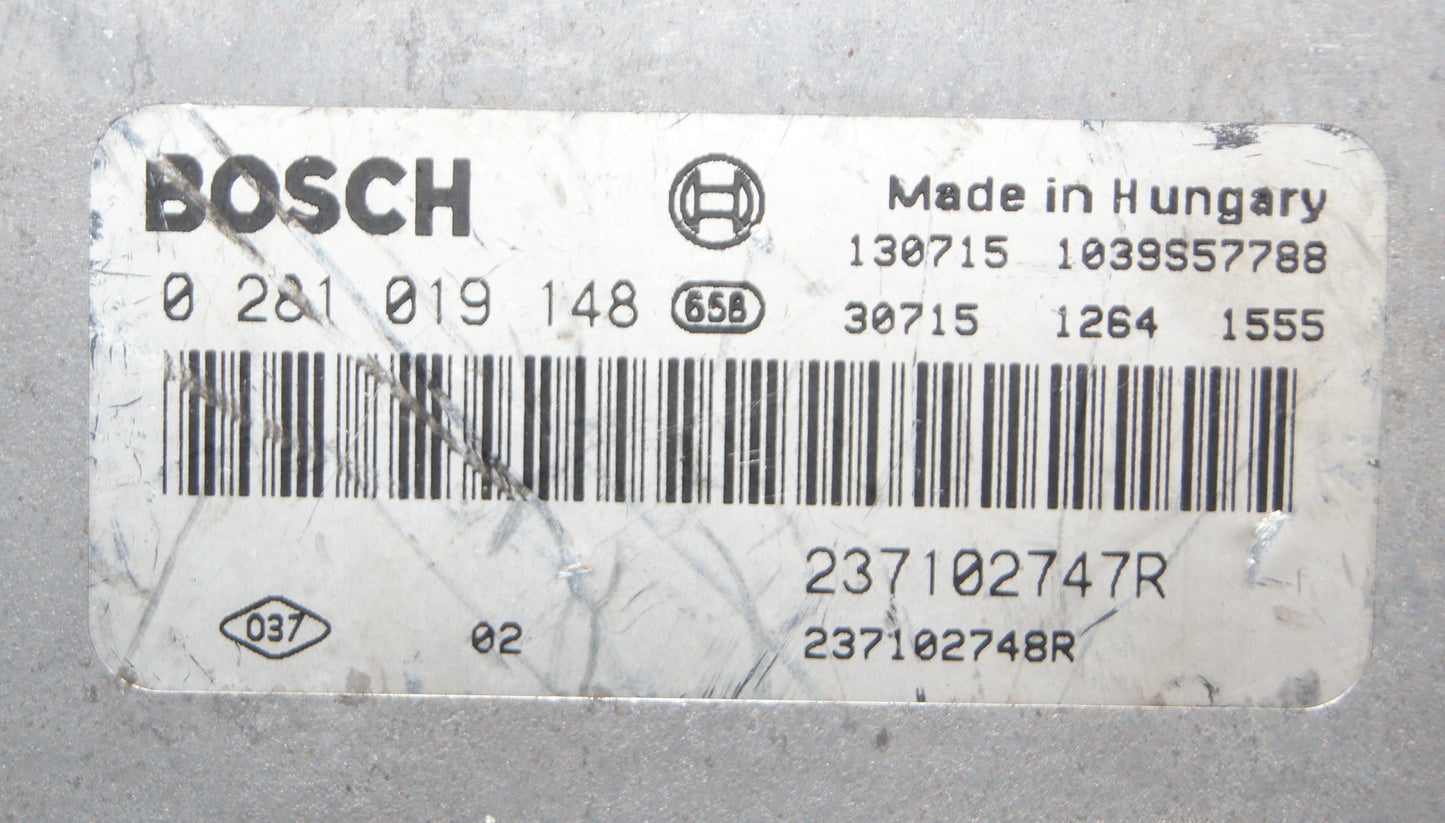 BOSCH
Made in Hungary
130715 1039S57788
0 281 019 148 658
30715 1264 1555
237102747R
037 02 237102748R